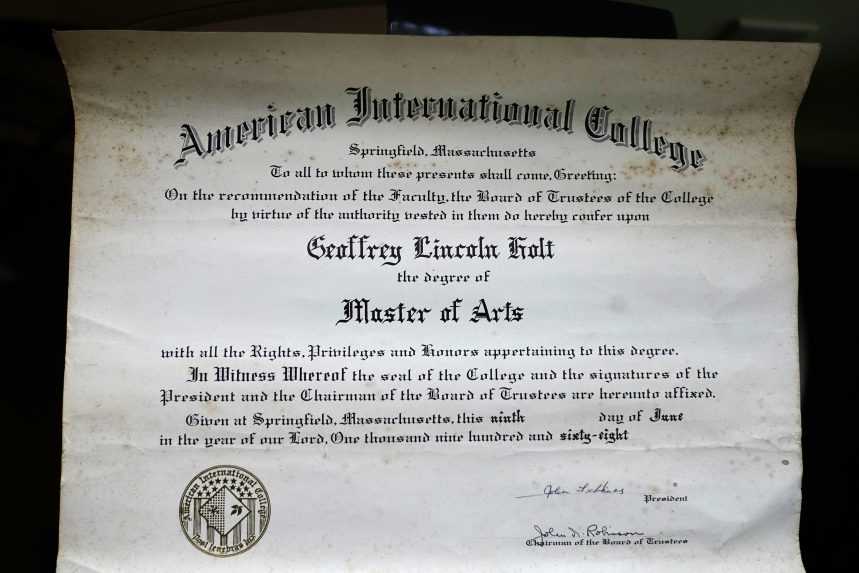 American International College
Springfield, Massachusetts
To all to whom these presents shall come, Greeting:
On the recommendation of the Faculty, the Board of Trustees of the College
by virtue of the authority vested in them do hereby confer upon
Geoffrey Lincoln Holt
the degree of
Master of Arts
with all the Rights, Privileges and Honors appertaining to this degree.
In Witness Whereof the seal of the College and the signatures of the
President and the Chairman of the Board of Trustees are hereunto affixed.
Given at Springfield, Massachusetts, this ninth day of June
in the year of our Lord, One thousand nine hundred and sixty-eight
American International College
Post Tenebras Lux
John
President
John N. Robinson
Chairman of the Board of Trustees